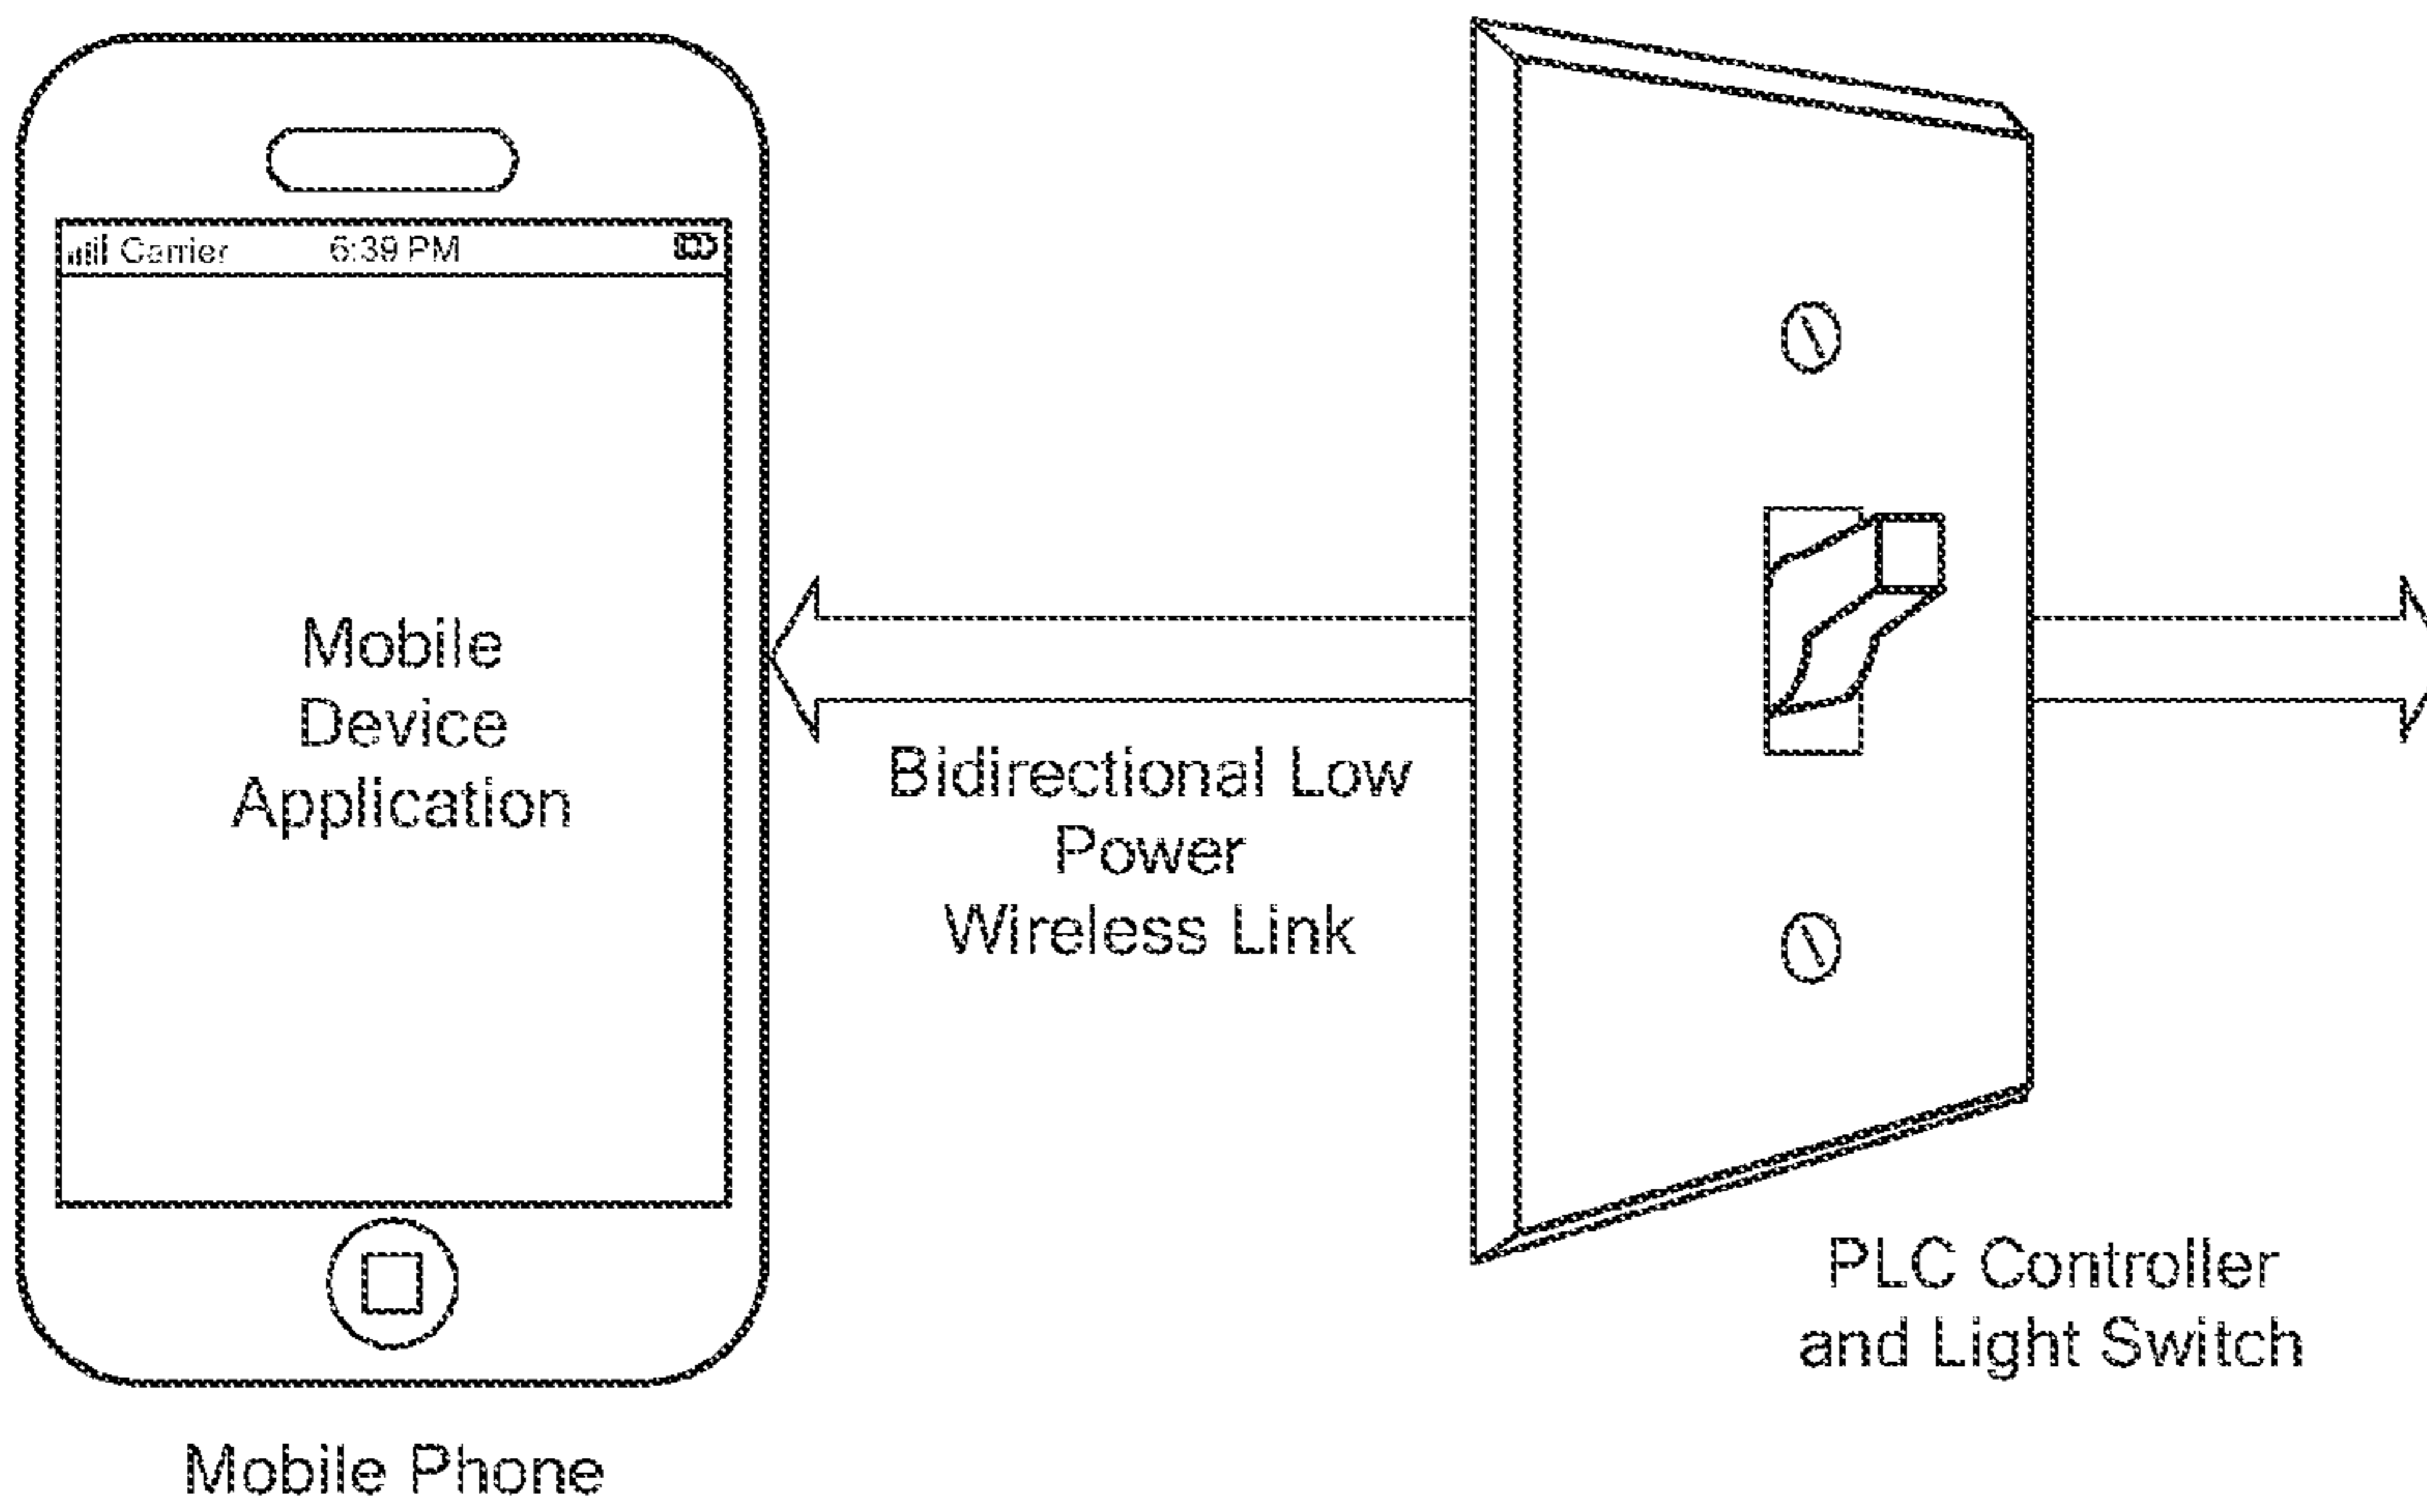 Carrier 6:39 PM
Mobile
Device
Application
Bidirectional Low
Power
Wireless Link
PLC Controller
and Light Switch
Mobile Phone